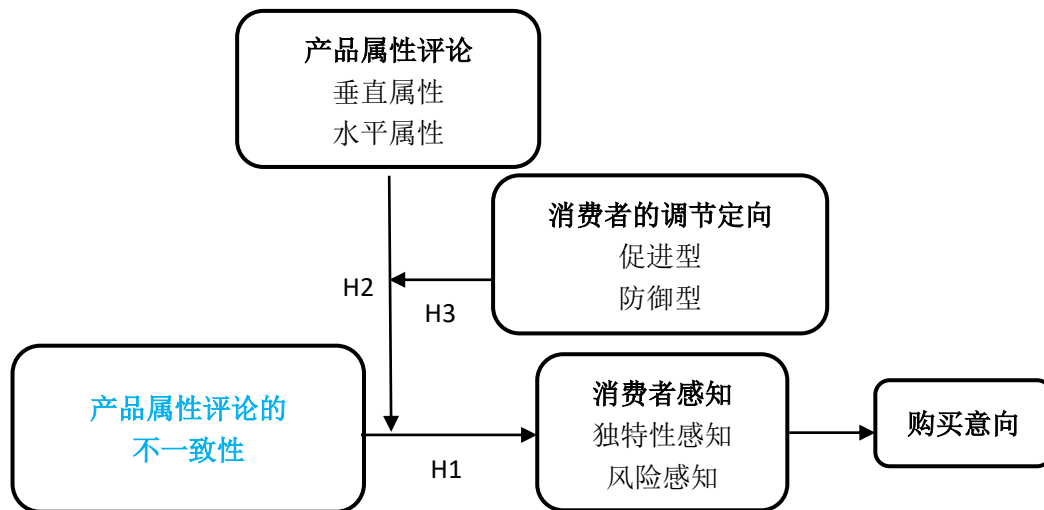 产品属性评论
垂直属性
水平属性
消费者的调节定向
促进型
防御型
H2
H3
产品属性评论的
不一致性
H1
消费者感知
独特性感知
风险感知
购买意向